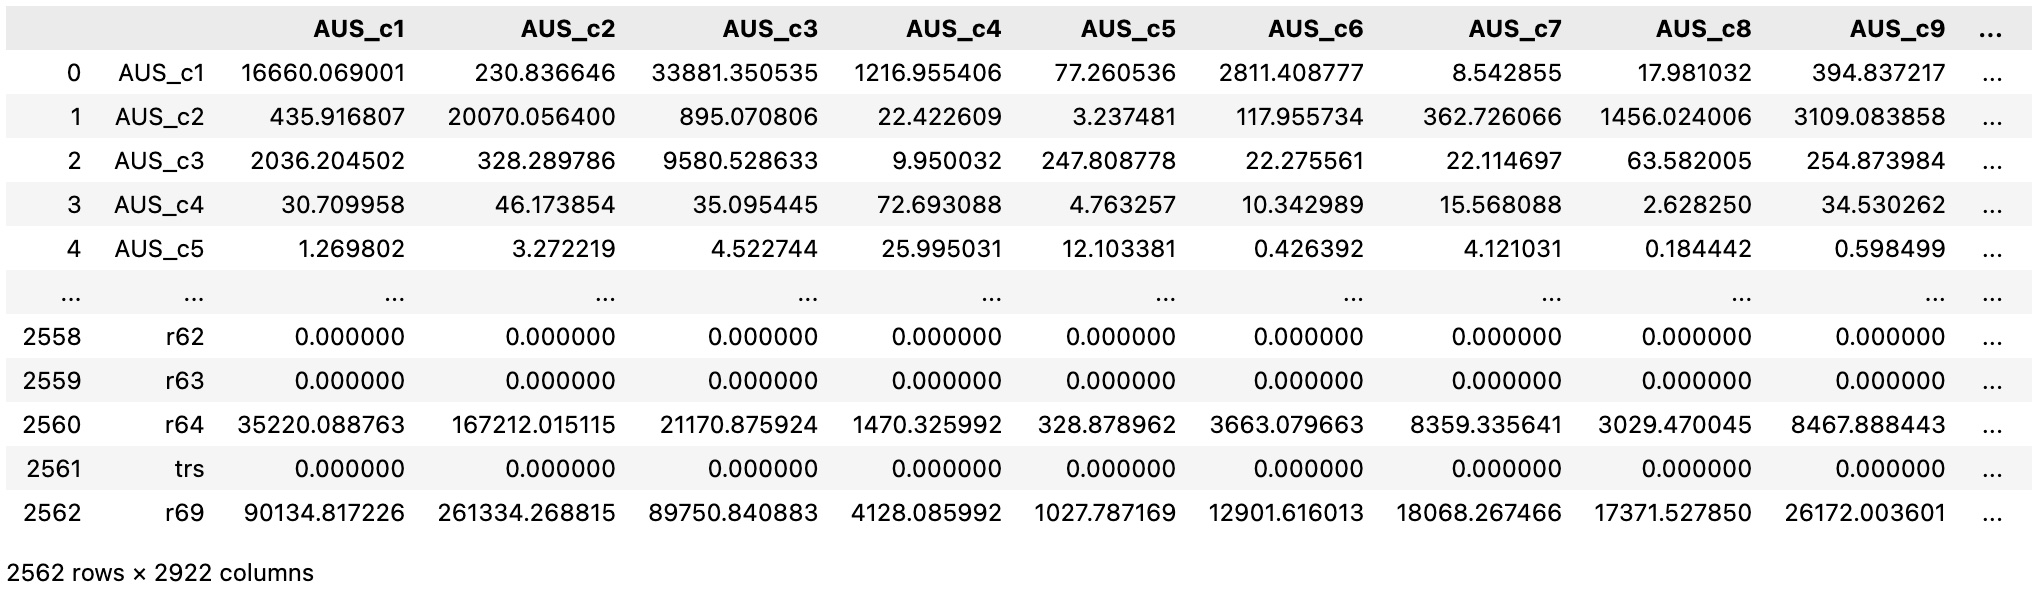 AUS_c1 AUS_c2 AUS_c3 AUS_c4 AUS_c5 AUS_c6 AUS_c7 AUS_c8 AUS_c9 ...
0 AUS_c1 16660.069001 230.836646 33881.350535 1216.955406 77.260536 2811.408777 8.542855 17.981032 394.837217 ...
1 AUS_c2 435.916807 20070.056400 895.070806 22.422609 3.237481 117.955734 362.726066 1456.024006 3109.083858 ...
2 AUS_c3 2036.204502 328.289786 9580.528633 9.950032 247.808778 22.275561 22.114697 63.582005 254.873984 ...
3 AUS_c4 30.709958 46.173854 35.095445 72.693088 4.763257 10.342989 15.568088 2.628250 34.530262 ...
4 AUS_c5 1.269802 3.272219 4.522744 25.995031 12.103381 0.426392 4.121031 0.184442 0.598499 ...
... ... ... ... ... ... ... ... ... ... ... ...
2558 r62 0.000000 0.000000 0.000000 0.000000 0.000000 0.000000 0.000000 0.000000 0.000000 ...
2559 r63 0.000000 0.000000 0.000000 0.000000 0.000000 0.000000 0.000000 0.000000 0.000000 ...
2560 r64 35220.088763 167212.015115 21170.875924 1470.325992 328.878962 3663.079663 8359.335641 3029.470045 8467.888443 ...
2561 trs 0.000000 0.000000 0.000000 0.000000 0.000000 0.000000 0.000000 0.000000 0.000000 ...
2562 r69 90134.817226 261334.268815 89750.840883 4128.085992 1027.787169 12901.616013 18068.267466 17371.527850 26172.003601 ...
2562 rows × 2922 columns